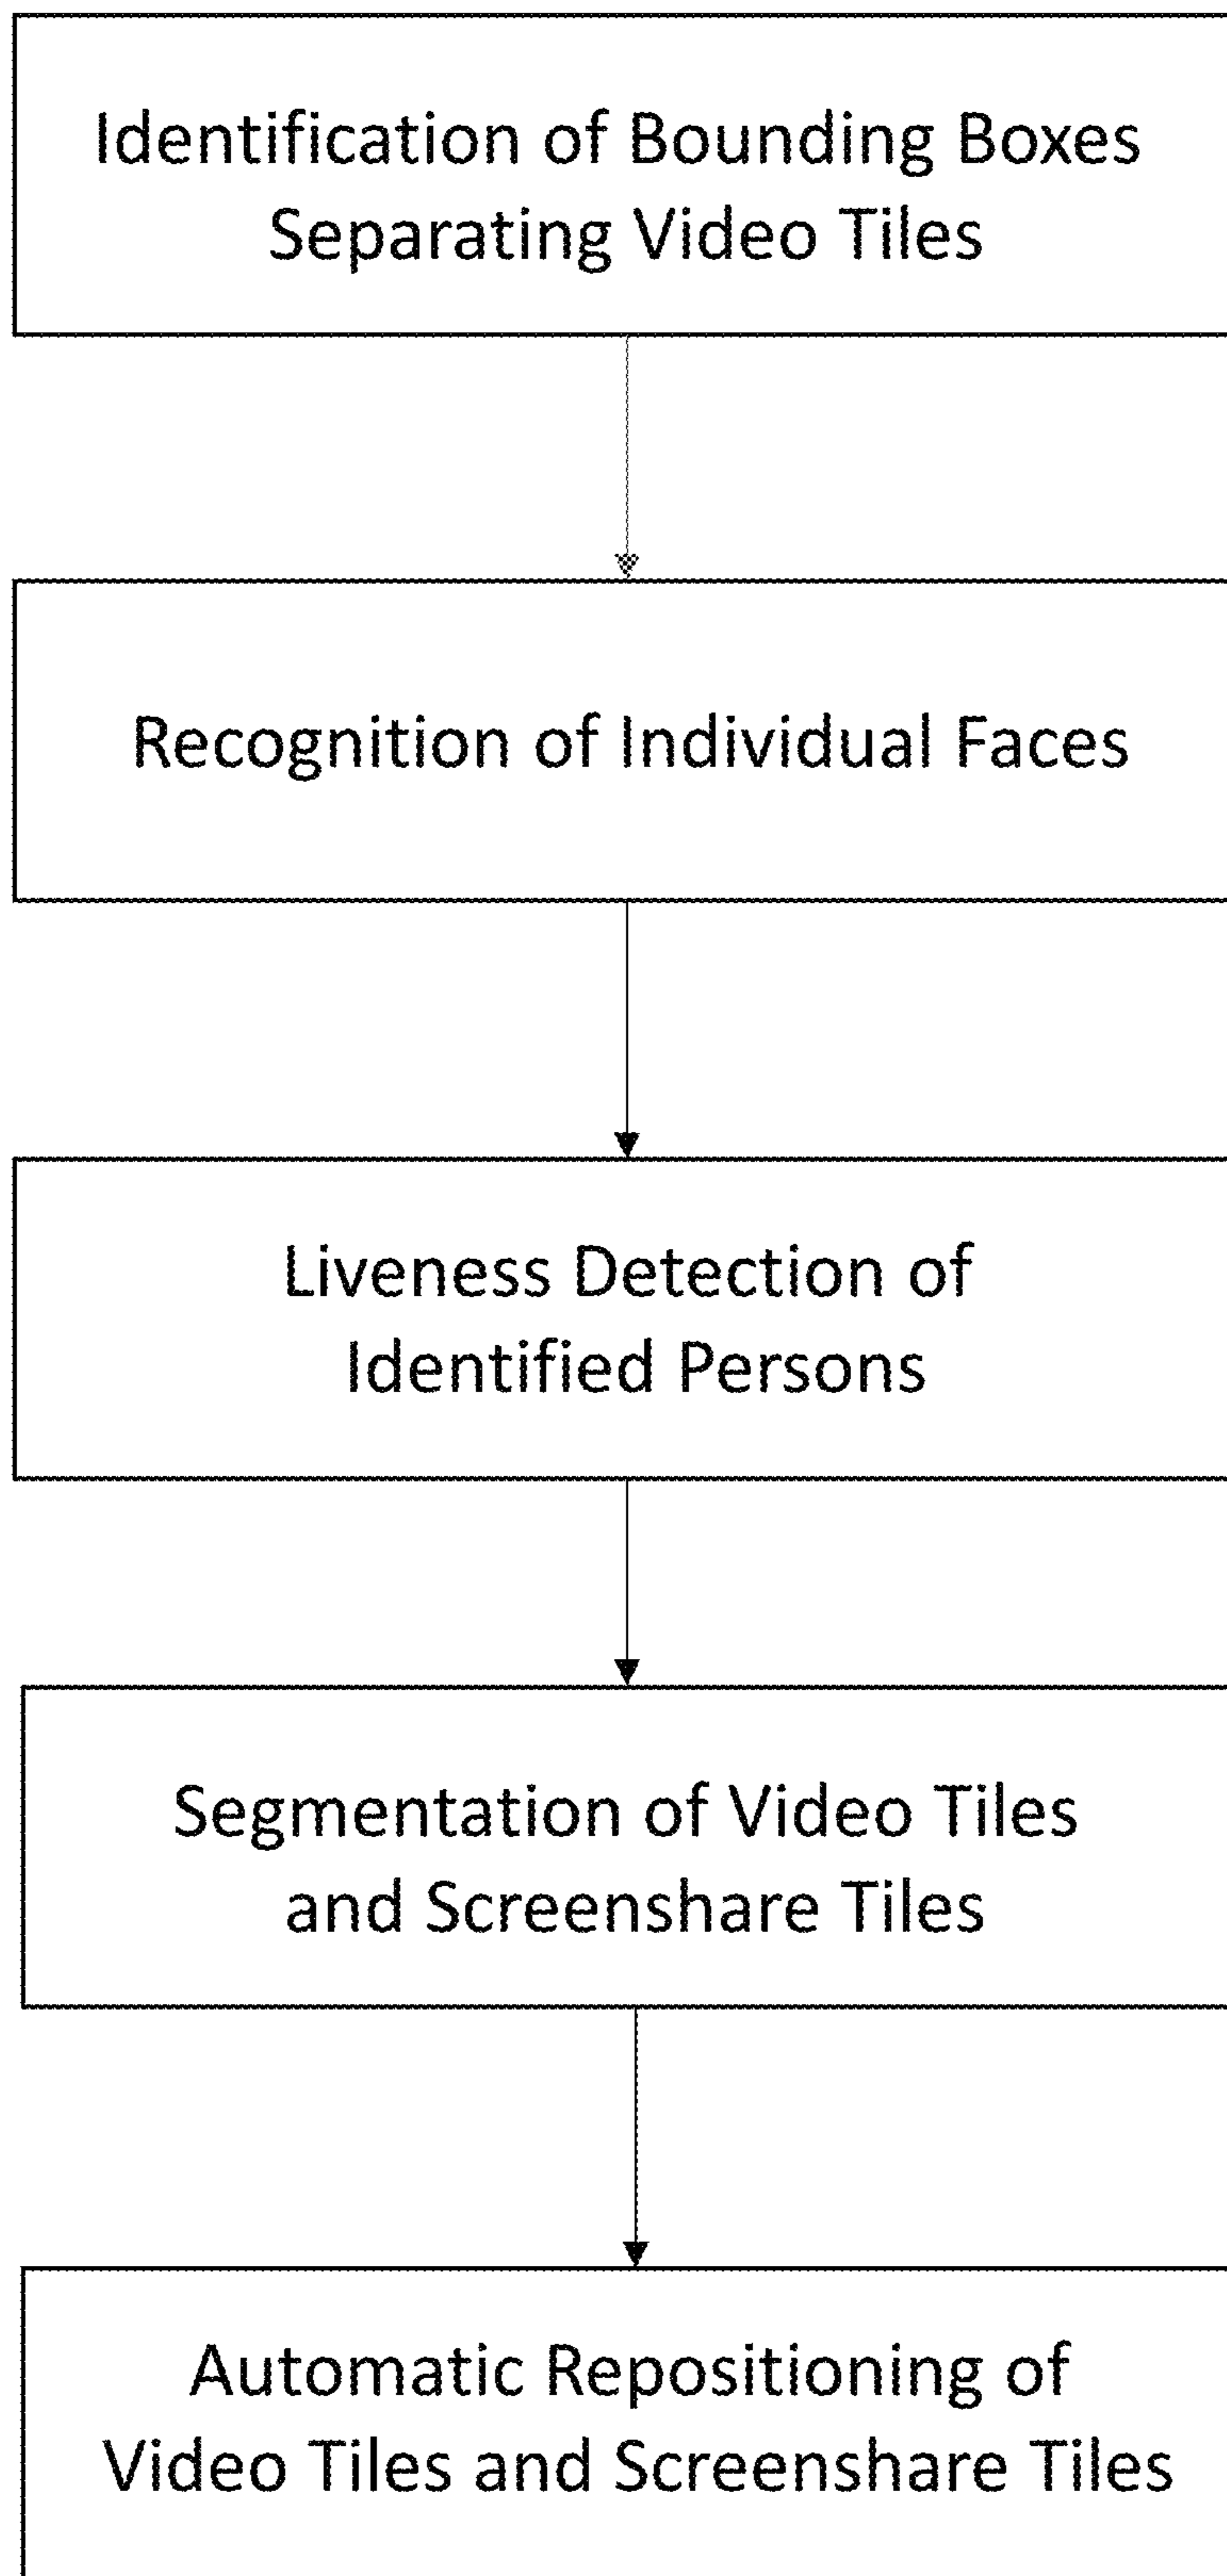 Identification of Bounding Boxes
Separating Video Tiles
Recognition of Individual Faces
Liveness Detection of
Identified Persons
Segmentation of Video Tiles
and Screenshare Tiles
Automatic Repositioning of
Video Tiles and Screenshare Tiles